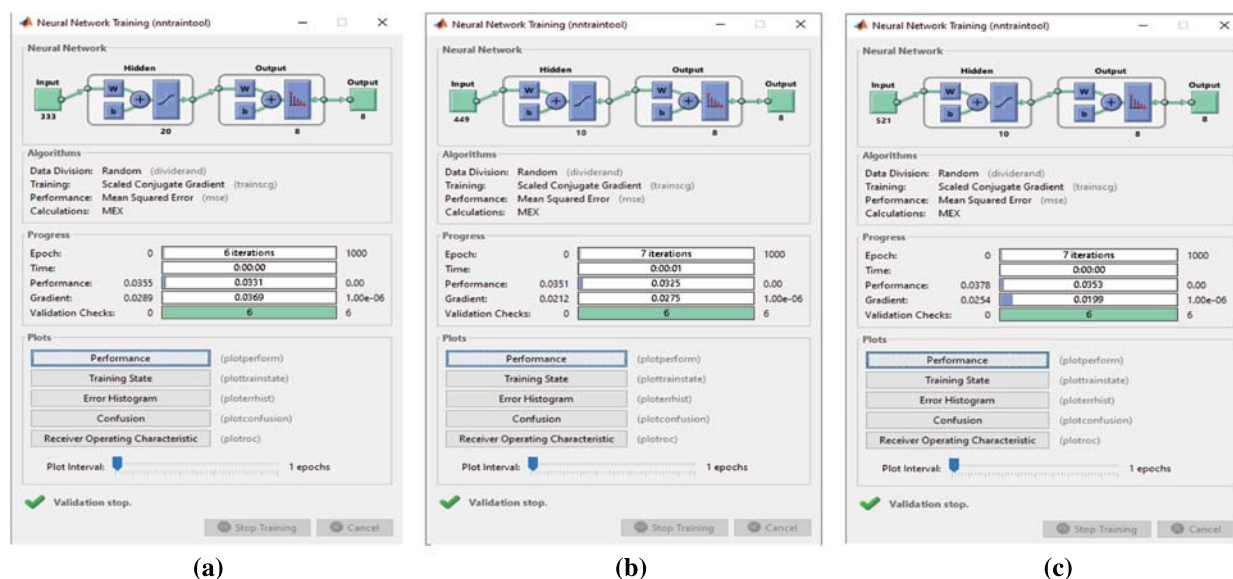 Neural Network Training (nntraintool)
Neural Network
Hidden Output
Input Output
W W
b b
333
20 8 8
Algorithms
Data Division: Random (dividerand)
Training: Scaled Conjugate Gradient (trainscg)
Performance: Mean Squared Error (mse)
Calculations: MEX
Progress
Epoch: 0 6 iterations 1000
Time: 0:00:00
Performance: 0.0355 0.0331 0.00
Gradient: 0.0289 0.0369 1.00e-06
Validation Checks: 0 6 6
Plots
Performance (plotperform)
Training State (plottrainstate)
Error Histogram (ploterrhist)
Confusion (plotconfusion)
Receiver Operating Characteristic (plotroc)
Plot Interval: 1 epochs
Validation stop.
Stop Training Cancel
(a)
Neural Network Training (nntraintool)
Neural Network
Hidden Output
Input Output
W W
b b
449
10 8 8
Algorithms
Data Division: Random (dividerand)
Training: Scaled Conjugate Gradient (trainscg)
Performance: Mean Squared Error (mse)
Calculations: MEX
Progress
Epoch: 0 7 iterations 1000
Time: 0:00:01
Performance: 0.0351 0.0325 0.00
Gradient: 0.0212 0.0275 1.00e-06
Validation Checks: 0 6 6
Plots
Performance (plotperform)
Training State (plottrainstate)
Error Histogram (ploterrhist)
Confusion (plotconfusion)
Receiver Operating Characteristic (plotroc)
Plot Interval: 1 epochs
Validation stop.
Stop Training Cancel
(b)
Neural Network Training (nntraintool)
Neural Network
Hidden Output
Input Output
W W
b b
521
10 8 8
Algorithms
Data Division: Random (dividerand)
Training: Scaled Conjugate Gradient (trainscg)
Performance: Mean Squared Error (mse)
Calculations: MEX
Progress
Epoch: 0 7 iterations 1000
Time: 0:00:00
Performance: 0.0378 0.0353 0.00
Gradient: 0.0254 0.0199 1.00e-06
Validation Checks: 0 6 6
Plots
Performance (plotperform)
Training State (plottrainstate)
Error Histogram (ploterrhist)
Confusion (plotconfusion)
Receiver Operating Characteristic (plotroc)
Plot Interval: 1 epochs
Validation stop.
Stop Training Cancel
(c)